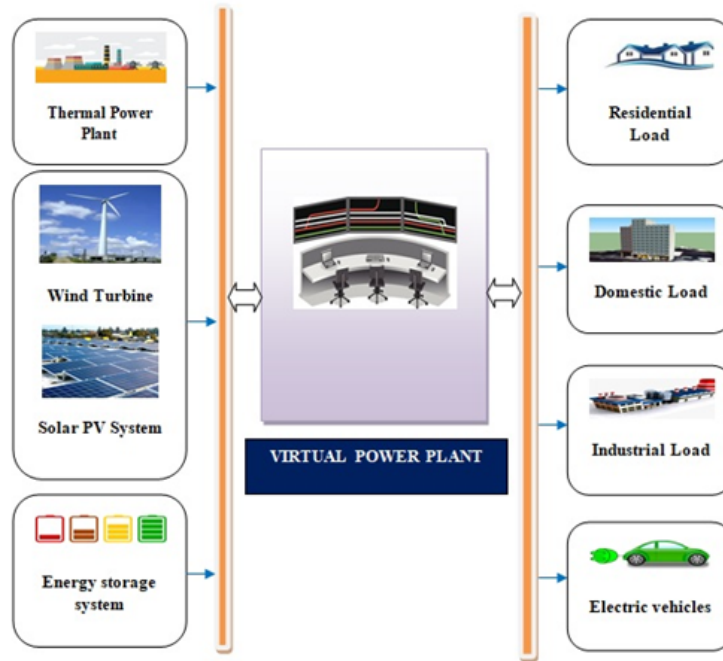 Thermal Power
Plant
Wind Turbine
Solar PV System
Energy storage
system
VIRTUAL POWER PLANT
Residential
Load
Domestic Load
Industrial Load
Electric vehicles